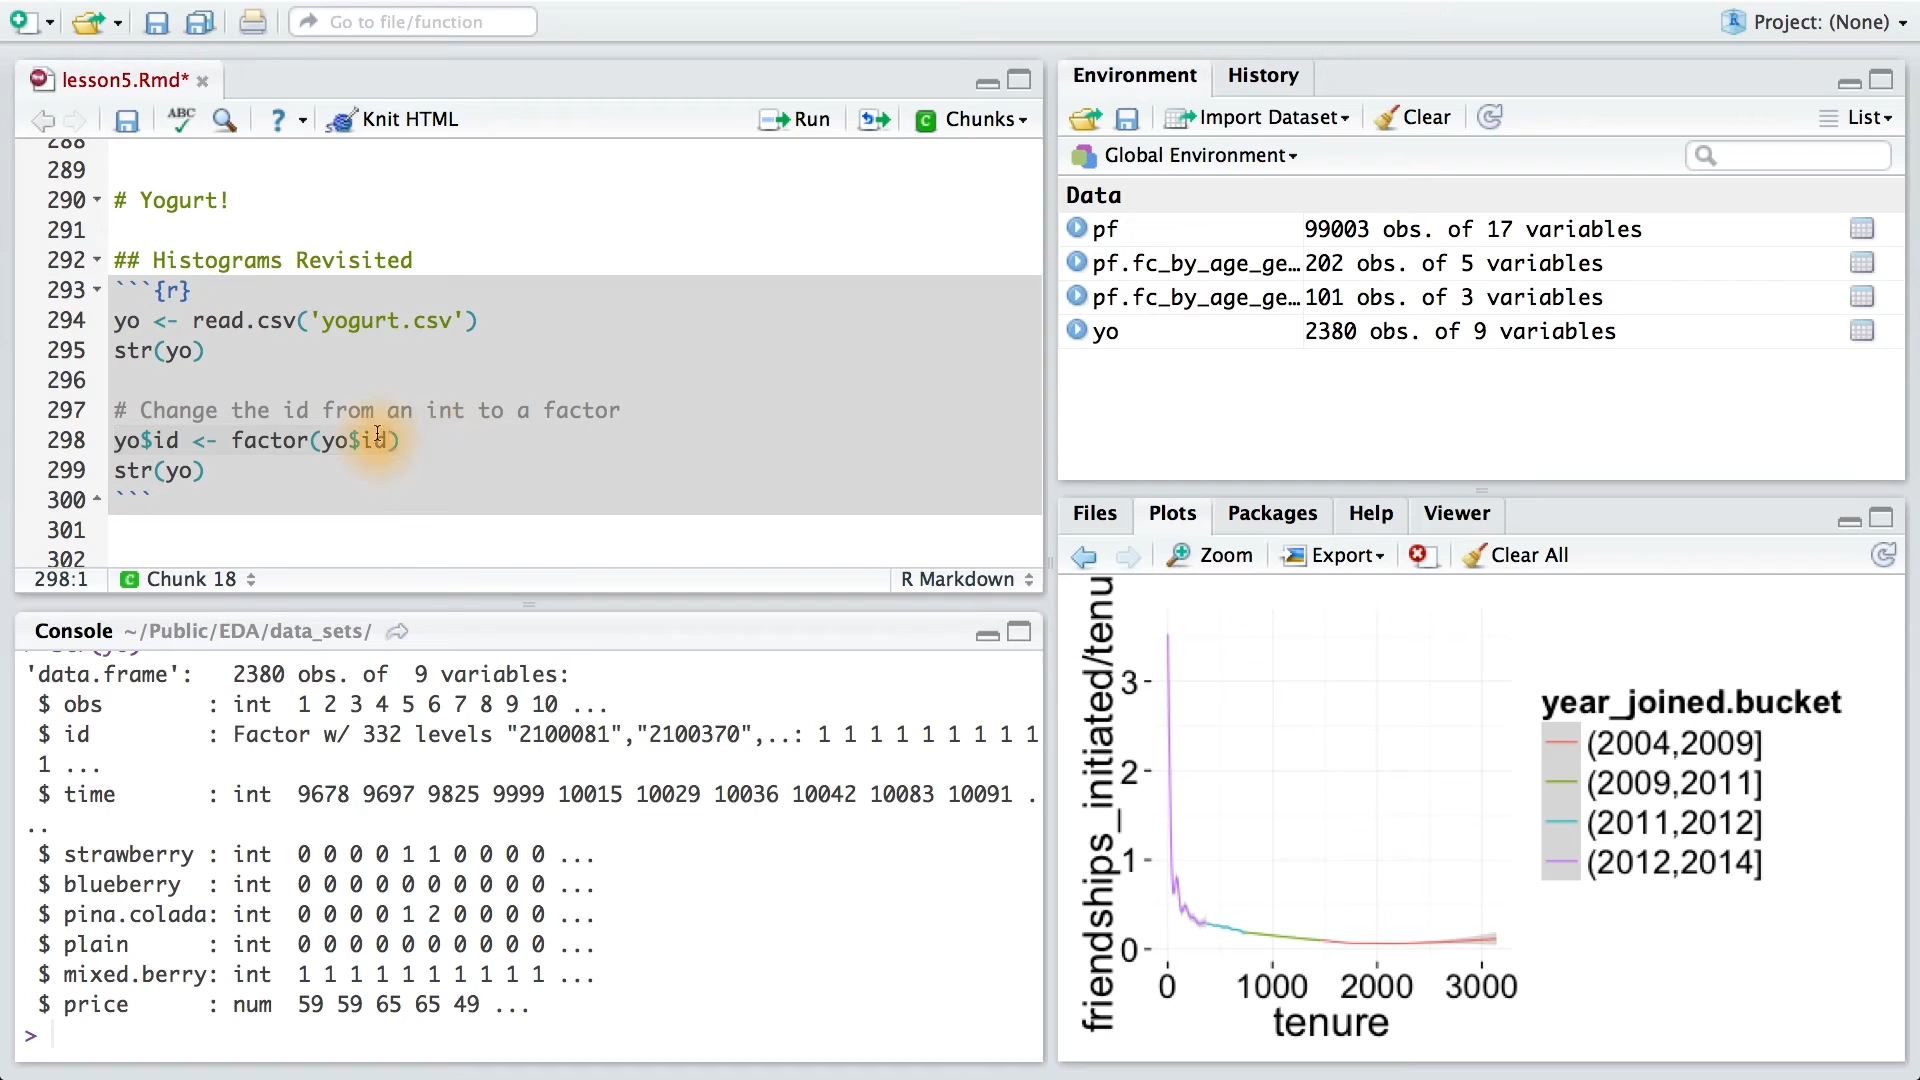 Go to file/function
Project: (None)
lesson5.Rmd*
ABC
?
Knit HTML
Run
Chunks
288
289
290 # Yogurt!
291
292 ## Histograms Revisited
293 ```{r}
294 yo <- read.csv('yogurt.csv')
295 str(yo)
296
297 # Change the id from an int to a factor
298 yo$id <- factor(yo$id)
299 str(yo)
300 ```
301
302
298:1 C Chunk 18 R Markdown
Console ~/Public/EDA/data_sets/
str(yo)
'data.frame': 2380 obs. of 9 variables:
$ obs : int 1 2 3 4 5 6 7 8 9 10 ...
$ id : Factor w/ 332 levels "2100081","2100370",..: 1 1 1 1 1 1 1 1 1
1 ...
$ time : int 9678 9697 9825 9999 10015 10029 10036 10042 10083 10091 .
..
$ strawberry : int 0 0 0 0 1 1 0 0 0 0 ...
$ blueberry : int 0 0 0 0 0 0 0 0 0 0 ...
$ pina.colada: int 0 0 0 0 1 2 0 0 0 0 ...
$ plain : int 0 0 0 0 0 0 0 0 0 0 ...
$ mixed.berry: int 1 1 1 1 1 1 1 1 1 1 ...
$ price : num 59 59 65 65 49 ...
>
Environment History
Import Dataset Clear List
Global Environment
Data
pf 99003 obs. of 17 variables
pf.fc_by_age_ge… 202 obs. of 5 variables
pf.fc_by_age_ge… 101 obs. of 3 variables
yo 2380 obs. of 9 variables
Files Plots Packages Help Viewer
Zoom Export Clear All
friendships_initiated/tenu
3
2
1
0
0 1000 2000 3000
tenure
year_joined.bucket
(2004,2009]
(2009,2011]
(2011,2012]
(2012,2014]